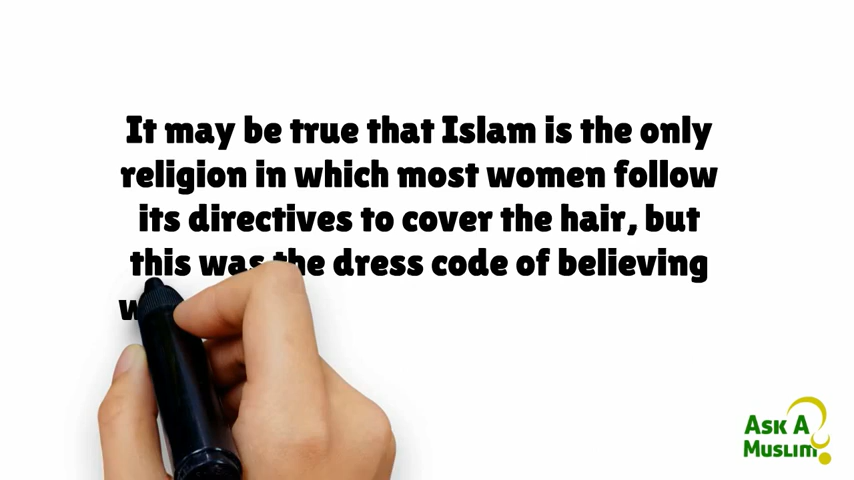 It may be true that Islam is the only
religion in which most women follow
its directives to cover the hair, but
this was the dress code of believing
ASK A
MUSLIM